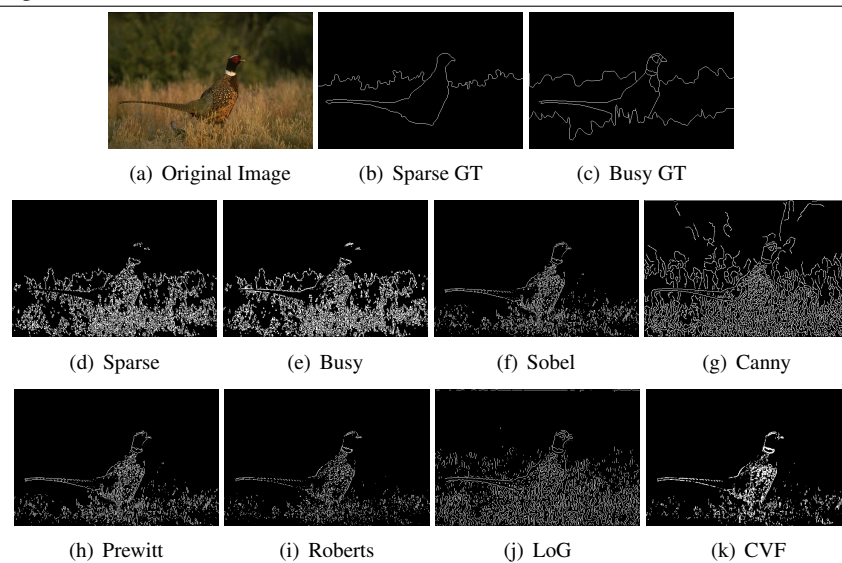 (a) Original Image (b) Sparse GT (c) Busy GT
(d) Sparse (e) Busy (f) Sobel (g) Canny
(h) Prewitt (i) Roberts (j) LoG (k) CVF